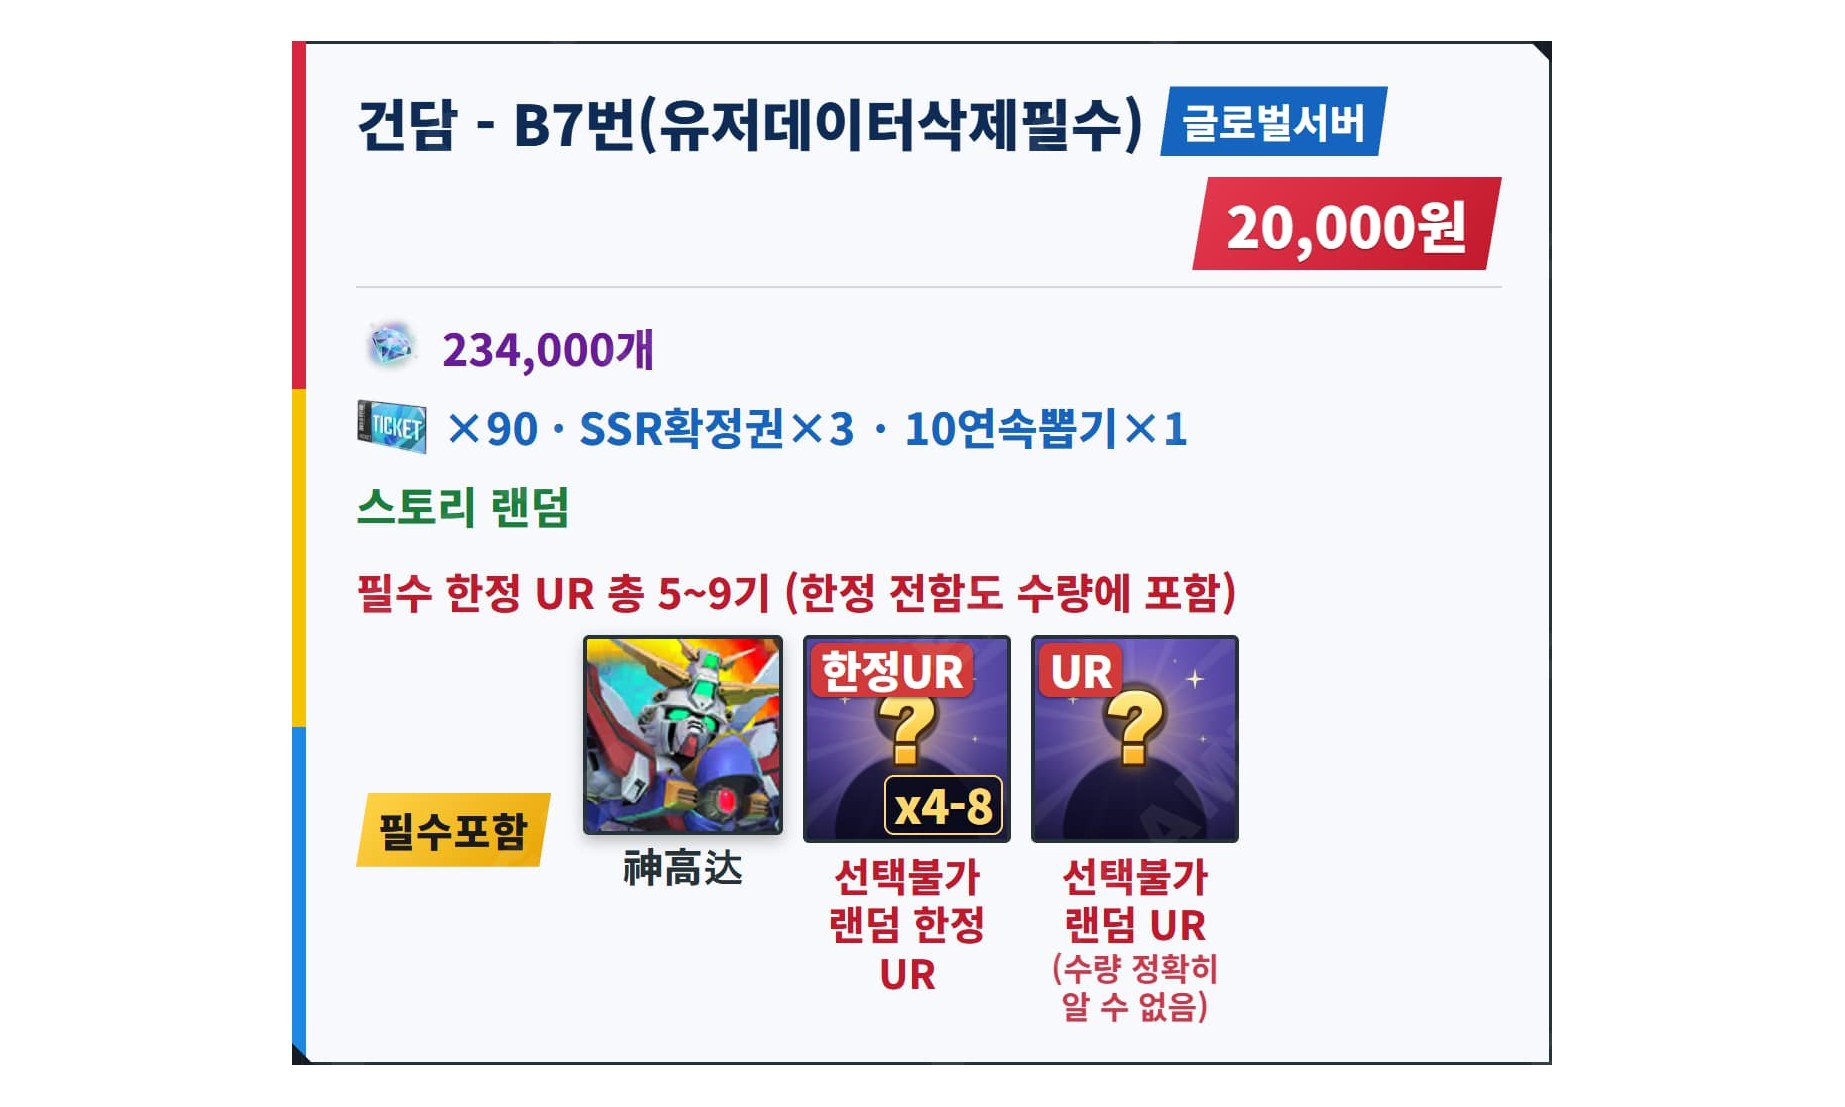 건담 - B7번(유저데이터삭제필수) 글로벌서버
20,000원
234,000개
TICKET ×90 · SSR확정권×3 · 10연속뽑기×1
스토리 랜덤
필수 한정 UR 총 5~9기 (한정 전함도 수량에 포함)
필수포함
神高达
한정UR
?
x4-8
선택불가
랜덤 한정
UR
UR
?
선택불가
랜덤 UR
(수량 정확히
알 수 없음)